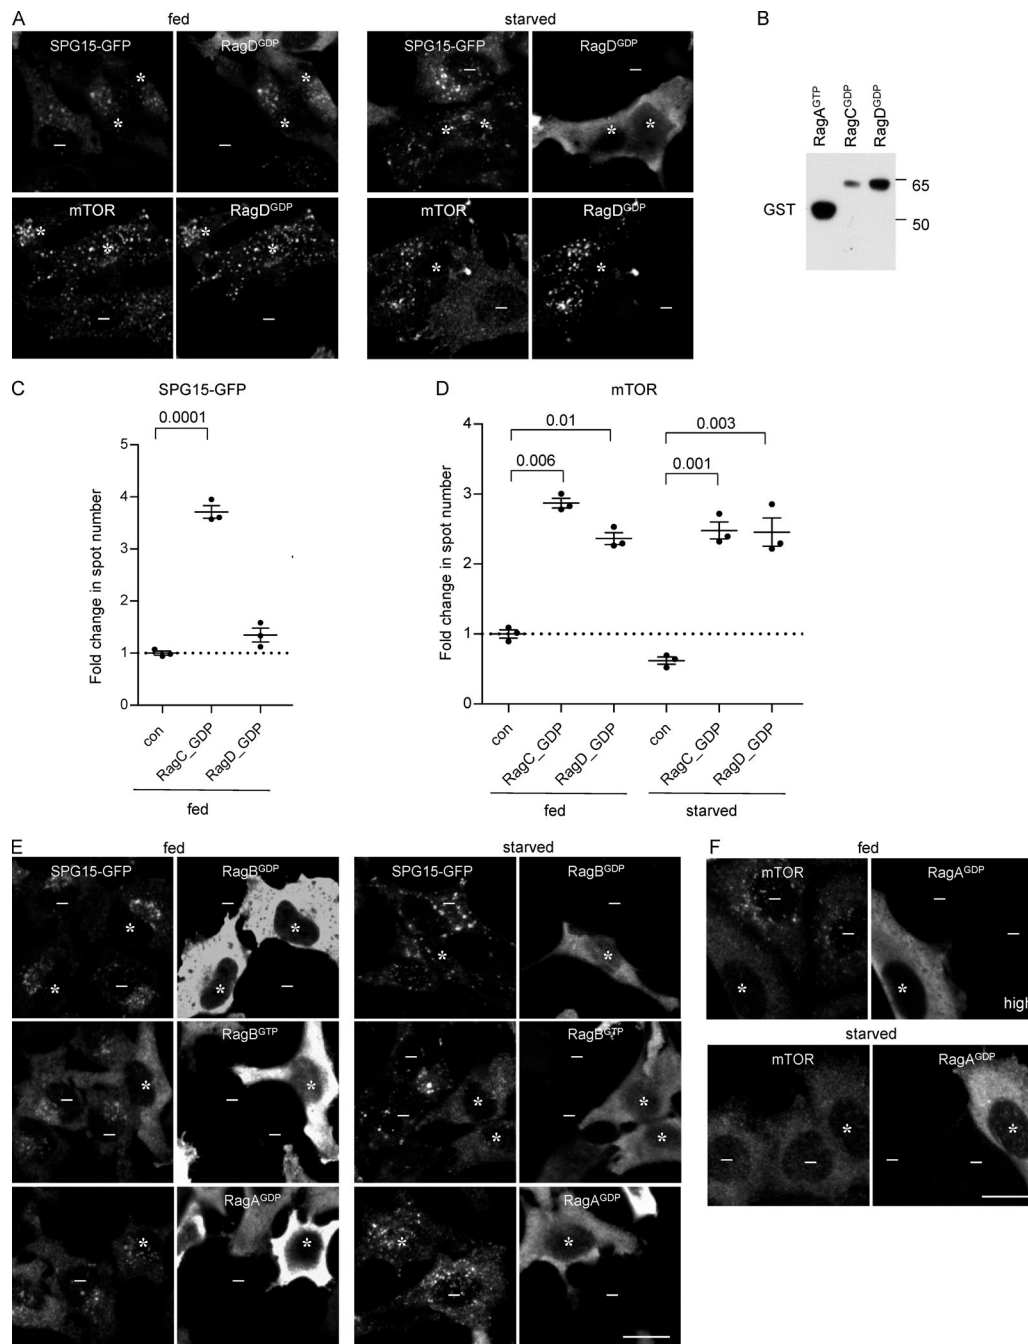 A
fed
starved
SPG15-GFP
RagD^GDP
SPG15-GFP
RagD^GDP
mTOR
RagD^GDP
mTOR
RagD^GDP
B
RagA^GTP
RagC^GDP
RagD^GDP
GST
65
50
C
SPG15-GFP
0.0001
Fold change in spot number
5
4
3
2
1
0
con
RagC_GDP
RagD_GDP
fed
D
mTOR
0.01
0.003
0.006
0.001
Fold change in spot number
4
3
2
1
0
con
RagC_GDP
RagD_GDP
con
RagC_GDP
RagD_GDP
fed
starved
E
fed
starved
SPG15-GFP
RagB^GDP
SPG15-GFP
RagB^GDP
RagB^GTP
RagB^GTP
RagA^GDP
RagA^GDP
F
fed
mTOR
RagA^GDP
high
starved
mTOR
RagA^GDP